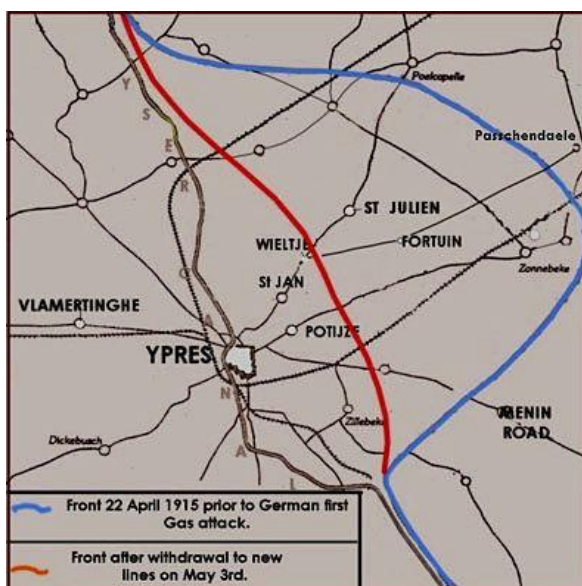 Poelcapelle
Passchendaele
ST JULIEN
WIELTJE
FORTUIN
Zonnebeke
St JAN
VLAMERTINGHE
POTIJZE
YPRES
MENIN
ROAD
Zillebeke
Dickebusch
Y
S
E
R
C
A
N
A
L
Front 22 April 1915 prior to German first
Gas attack.
Front after withdrawal to new
lines on May 3rd.